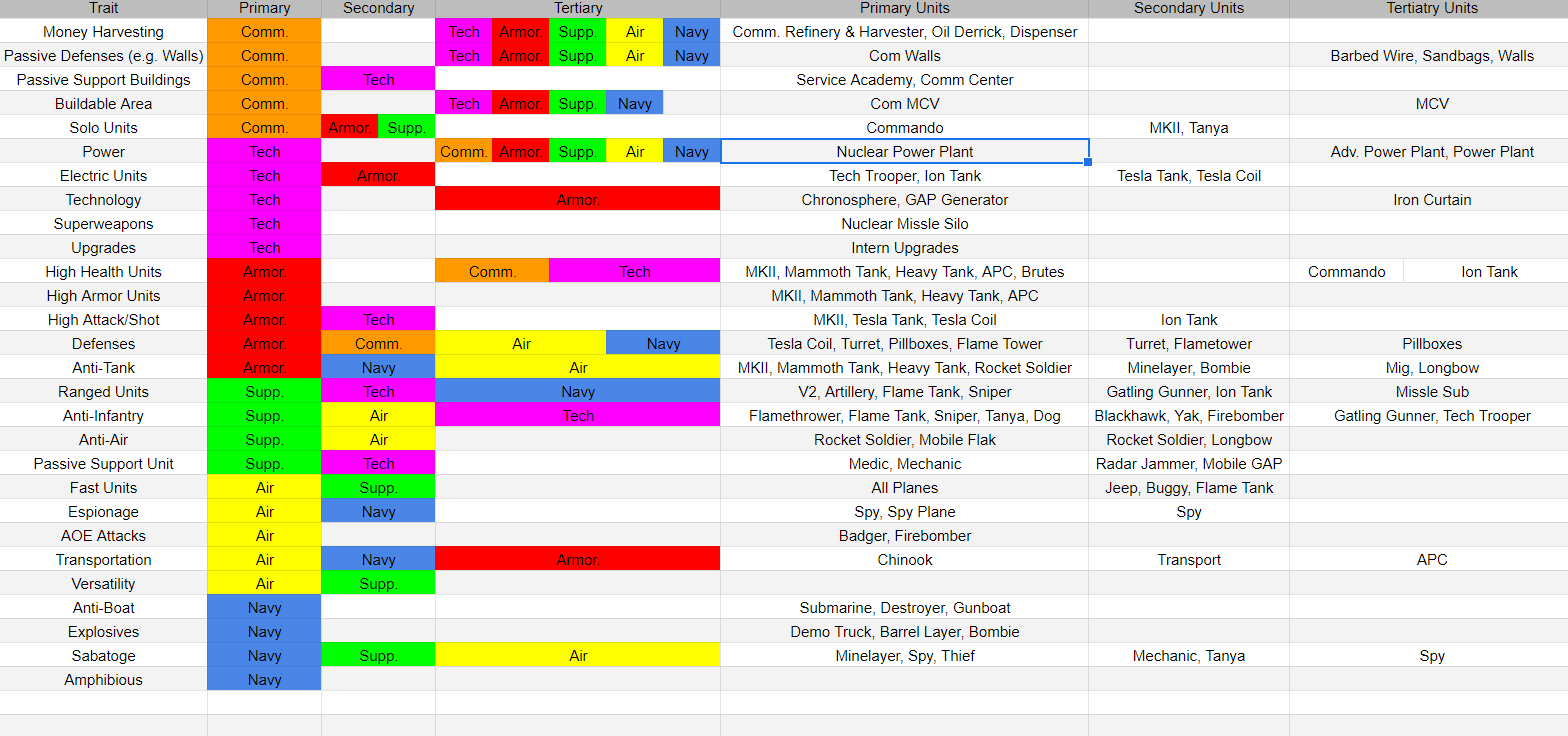 Trait Primary Secondary Tertiary Primary Units Secondary Units Tertiatry Units
Money Harvesting Comm. Tech Armor. Supp. Air Navy Comm. Refinery & Harvester, Oil Derrick, Dispenser
Passive Defenses (e.g. Walls) Comm. Tech Armor. Supp. Air Navy Com Walls Barbed Wire, Sandbags, Walls
Passive Support Buildings Comm. Tech Service Academy, Comm Center
Buildable Area Comm. Tech Armor. Supp. Navy Com MCV MCV
Solo Units Comm. Armor. Supp. Commando MKII, Tanya
Power Tech Comm. Armor. Supp. Air Navy Nuclear Power Plant Adv. Power Plant, Power Plant
Electric Units Tech Armor. Tech Trooper, Ion Tank Tesla Tank, Tesla Coil
Technology Tech Armor. Chronosphere, GAP Generator Iron Curtain
Superweapons Tech Nuclear Missle Silo
Upgrades Tech Intern Upgrades
High Health Units Armor. Comm. Tech MKII, Mammoth Tank, Heavy Tank, APC, Brutes Commando Ion Tank
High Armor Units Armor. MKII, Mammoth Tank, Heavy Tank, APC
High Attack/Shot Armor. Tech MKII, Tesla Tank, Tesla Coil Ion Tank
Defenses Armor. Comm. Air Navy Tesla Coil, Turret, Pillboxes, Flame Tower Turret, Flametower Pillboxes
Anti-Tank Armor. Navy Air MKII, Mammoth Tank, Heavy Tank, Rocket Soldier Minelayer, Bombie Mig, Longbow
Ranged Units Supp. Tech Navy V2, Artillery, Flame Tank, Sniper Gatling Gunner, Ion Tank Missle Sub
Anti-Infantry Supp. Air Tech Flamethrower, Flame Tank, Sniper, Tanya, Dog Blackhawk, Yak, Firebomber Gatling Gunner, Tech Trooper
Anti-Air Supp. Air Rocket Soldier, Mobile Flak Rocket Soldier, Longbow
Passive Support Unit Supp. Tech Medic, Mechanic Radar Jammer, Mobile GAP
Fast Units Air Supp. All Planes Jeep, Buggy, Flame Tank
Espionage Air Navy Spy, Spy Plane Spy
AOE Attacks Air Badger, Firebomber
Transportation Air Navy Armor. Chinook Transport APC
Versatility Air Supp.
Anti-Boat Navy Submarine, Destroyer, Gunboat
Explosives Navy Demo Truck, Barrel Layer, Bombie
Sabatoge Navy Supp. Air Minelayer, Spy, Thief Mechanic, Tanya Spy
Amphibious Navy